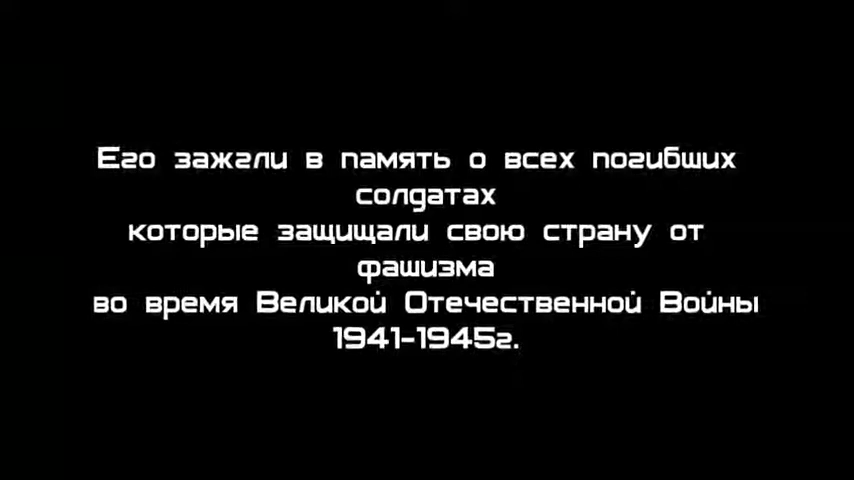 Его зажгли в память о всех погибших
солдатах
которые защищали свою страну от
фашизма
во время Великой Отечественной Войны
1941-1945г.